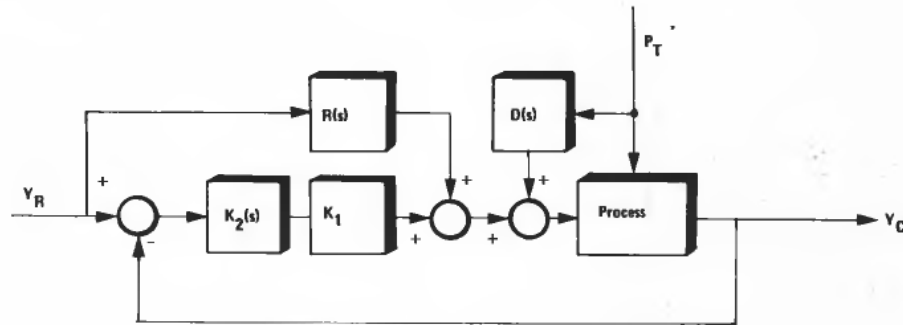 P_T
R(s)
D(s)
+
+
+
Y_R
K_2(s)
K_1
Process
Y_C
-
+
+